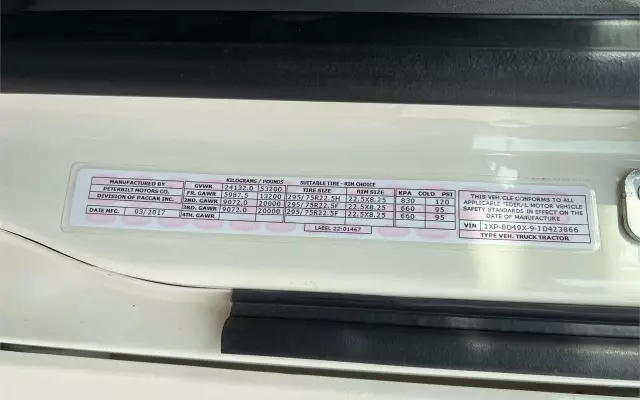 MANUFACTURED BY
PETERBILT MOTORS CO.
DIVISION OF PACCAR INC.
DATE MFG. 03/2017
KILOGRAMS / POUNDS SUITABLE TIRE - RIM CHOICE
GVWR 24132.0 53200 TIRE SIZE RIM SIZE KPA COLD PSI
FR. GAWR 5987.5 13200 295/75R22.5H 22.5X8.25 830 120
2ND. GAWR 9072.0 20000 295/75R22.5F 22.5X8.25 660 95
3RD. GAWR 9072.0 20000 295/75R22.5F 22.5X8.25 660 95
4TH. GAWR
LABEL 22-01467
THIS VEHICLE CONFORMS TO ALL
APPLICABLE FEDERAL MOTOR VEHICLE
SAFETY STANDARDS IN EFFECT ON THE
DATE OF MANUFACTURE
VIN 1XP-BD49X-9-JD423866
TYPE VEH. TRUCK TRACTOR